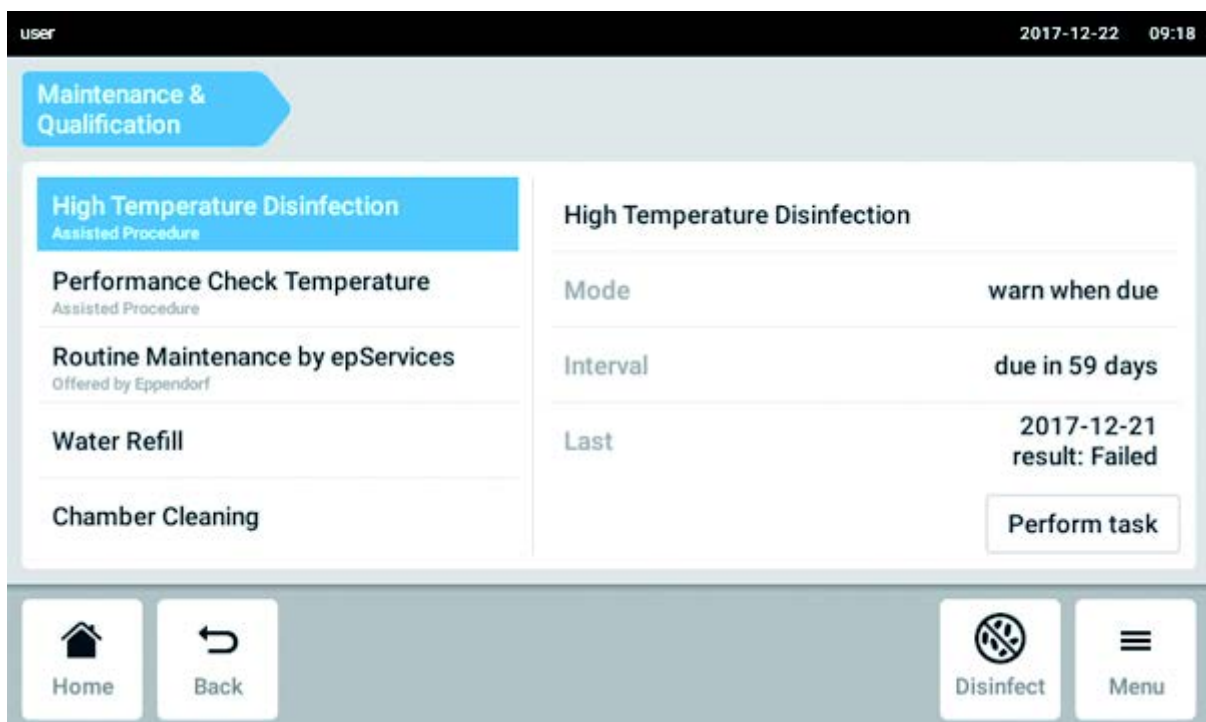 user 2017-12-22 09:18
Maintenance &
Qualification
High Temperature Disinfection
Assisted Procedure
Performance Check Temperature
Assisted Procedure
Routine Maintenance by epServices
Offered by Eppendorf
Water Refill
Chamber Cleaning
High Temperature Disinfection
Mode warn when due
Interval due in 59 days
Last 2017-12-21
result: Failed
Perform task
Home Back Disinfect Menu